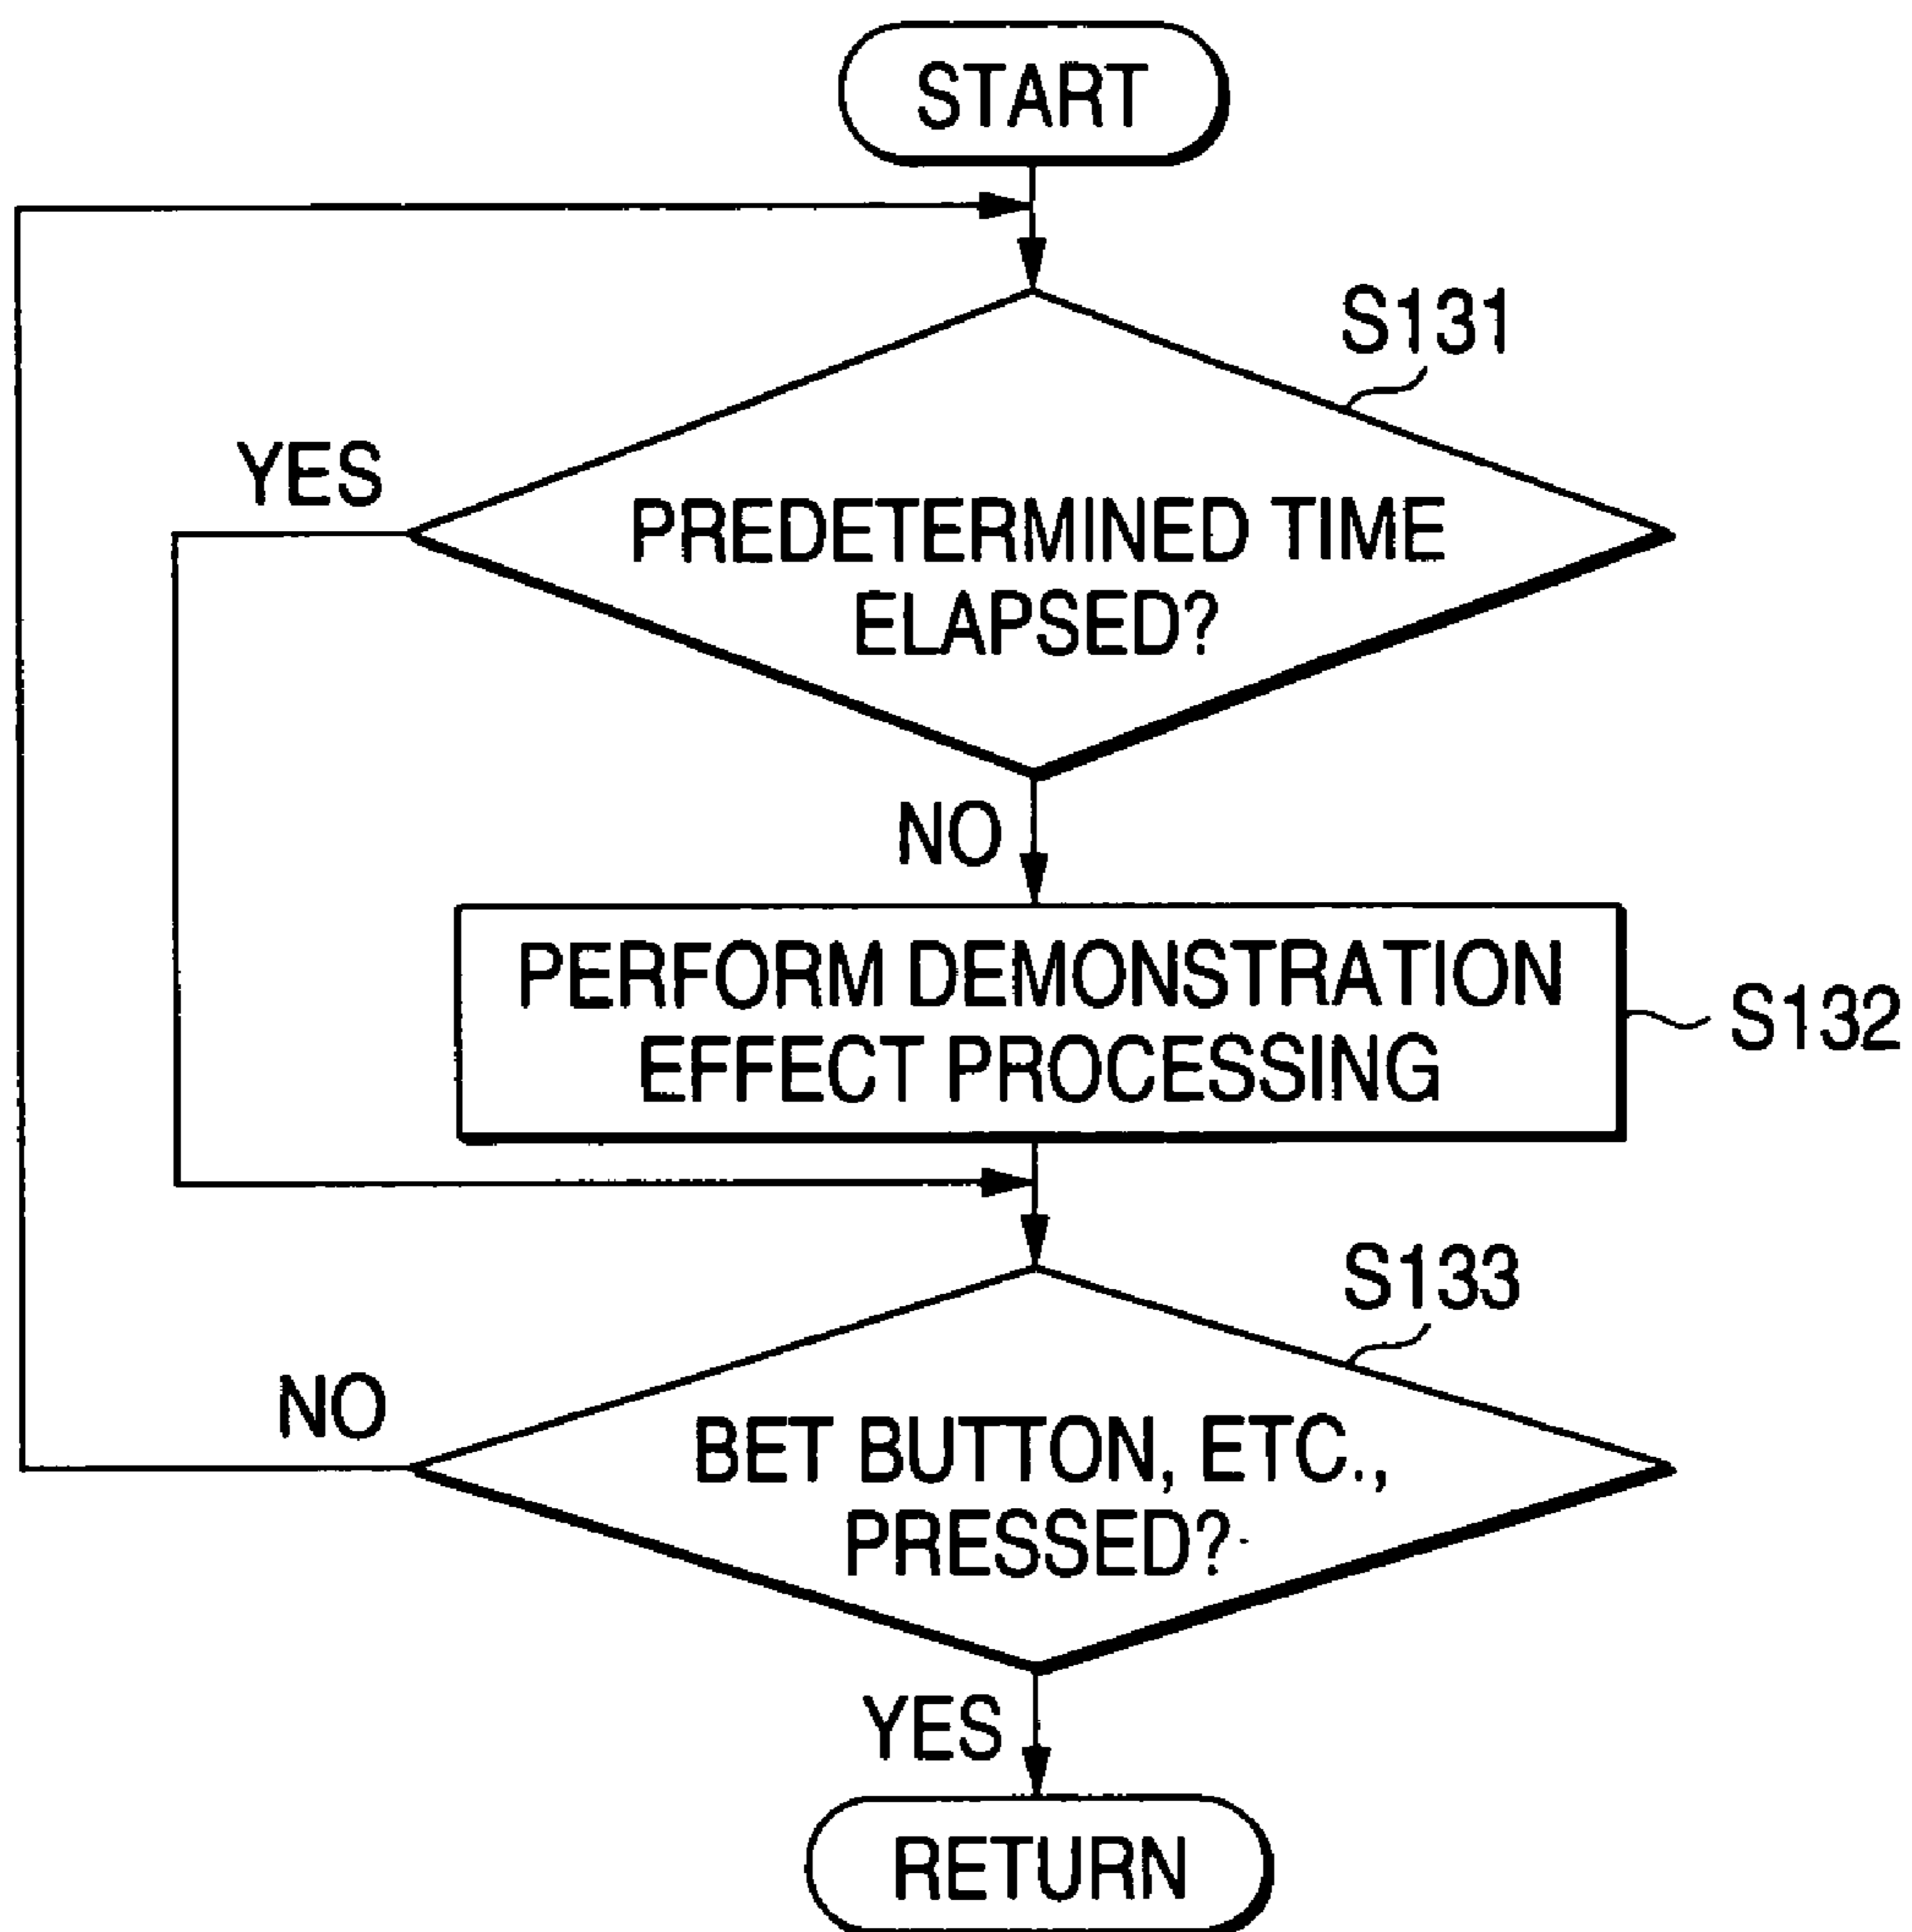 START
S131
YES
PREDETERMINED TIME
ELAPSED?
NO
PERFORM DEMONSTRATION
EFFECT PROCESSING
S132
S133
NO
BET BUTTON, ETC.,
PRESSED?
YES
RETURN